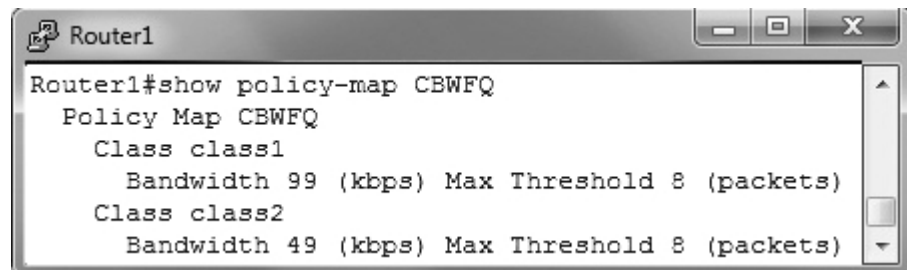 Router1
Router1#show policy-map CBWFQ
Policy Map CBWFQ
Class class1
Bandwidth 99 (kbps) Max Threshold 8 (packets)
Class class2
Bandwidth 49 (kbps) Max Threshold 8 (packets)